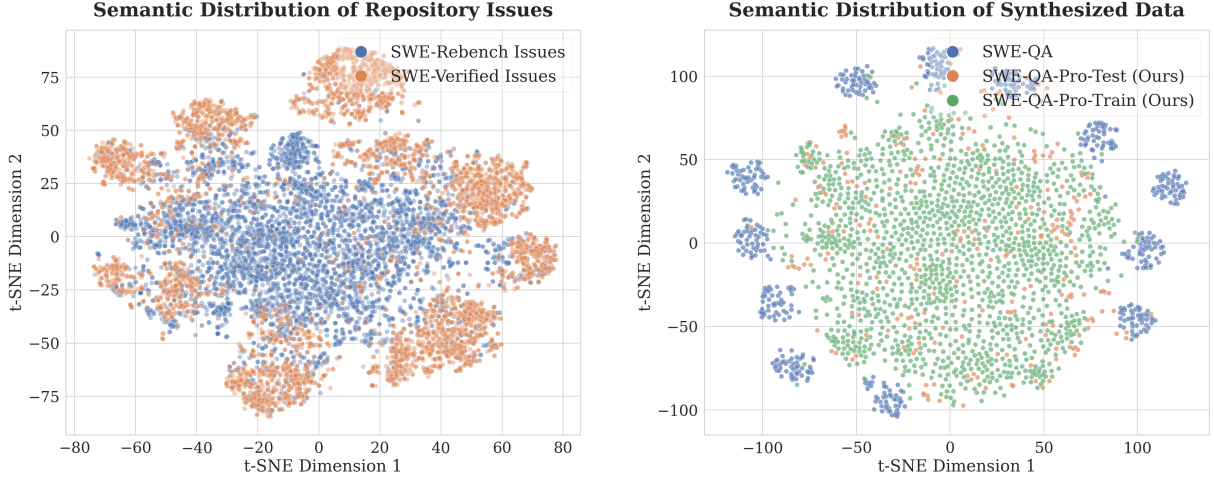 Semantic Distribution of Repository Issues
SWE-Rebench Issues
SWE-Verified Issues
t-SNE Dimension 2
75
50
25
0
−25
−50
−75
−80 −60 −40 −20 0 20 40 60 80
t-SNE Dimension 1
Semantic Distribution of Synthesized Data
SWE-QA
SWE-QA-Pro-Test (Ours)
SWE-QA-Pro-Train (Ours)
t-SNE Dimension 2
100
50
0
−50
−100
−100 −50 0 50 100
t-SNE Dimension 1